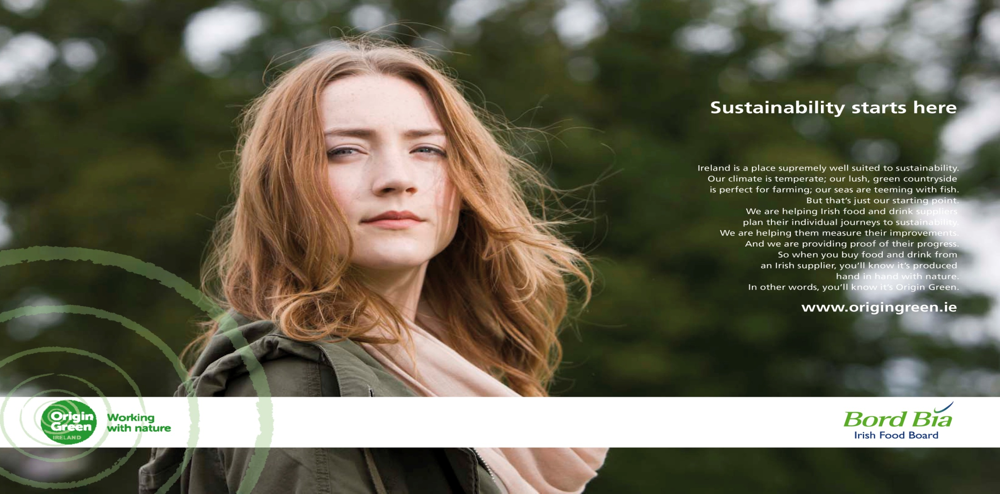 Sustainability starts here
Ireland is a place supremely well suited to sustainability.
Our climate is temperate; our lush, green countryside
is perfect for farming; our seas are teeming with fish.
But that’s just our starting point.
We are helping Irish food and drink suppliers
plan their individual journeys to sustainability.
We are helping them measure their improvements.
And we are providing proof of their progress.
So when you buy food and drink from
an Irish supplier, you’ll know it’s produced
hand in hand with nature.
In other words, you’ll know it’s Origin Green.
www.origingreen.ie
Origin
Green
IRELAND
Working
with nature
Bord Bia
Irish Food Board